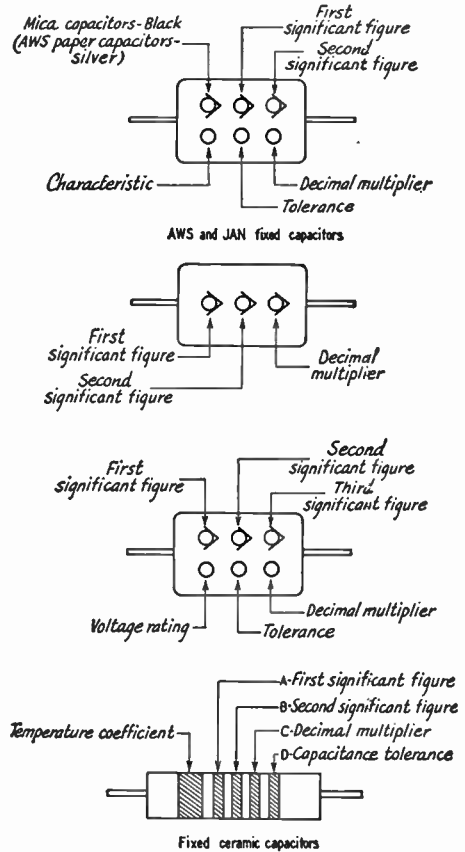 Mica capacitors-Black
(AWS paper capacitors-
silver)
First
significant figure
Second
significant figure
Characteristic
Decimal multiplier
Tolerance
AWS and JAN fixed capacitors
First
significant figure
Second
significant figure
Decimal
multiplier
First
significant figure
Second
significant figure
Third
significant figure
Voltage rating
Tolerance
Decimal multiplier
Temperature coefficient
A-First significant figure
B-Second significant figure
C-Decimal multiplier
D-Capacitance tolerance
Fixed ceramic capacitors